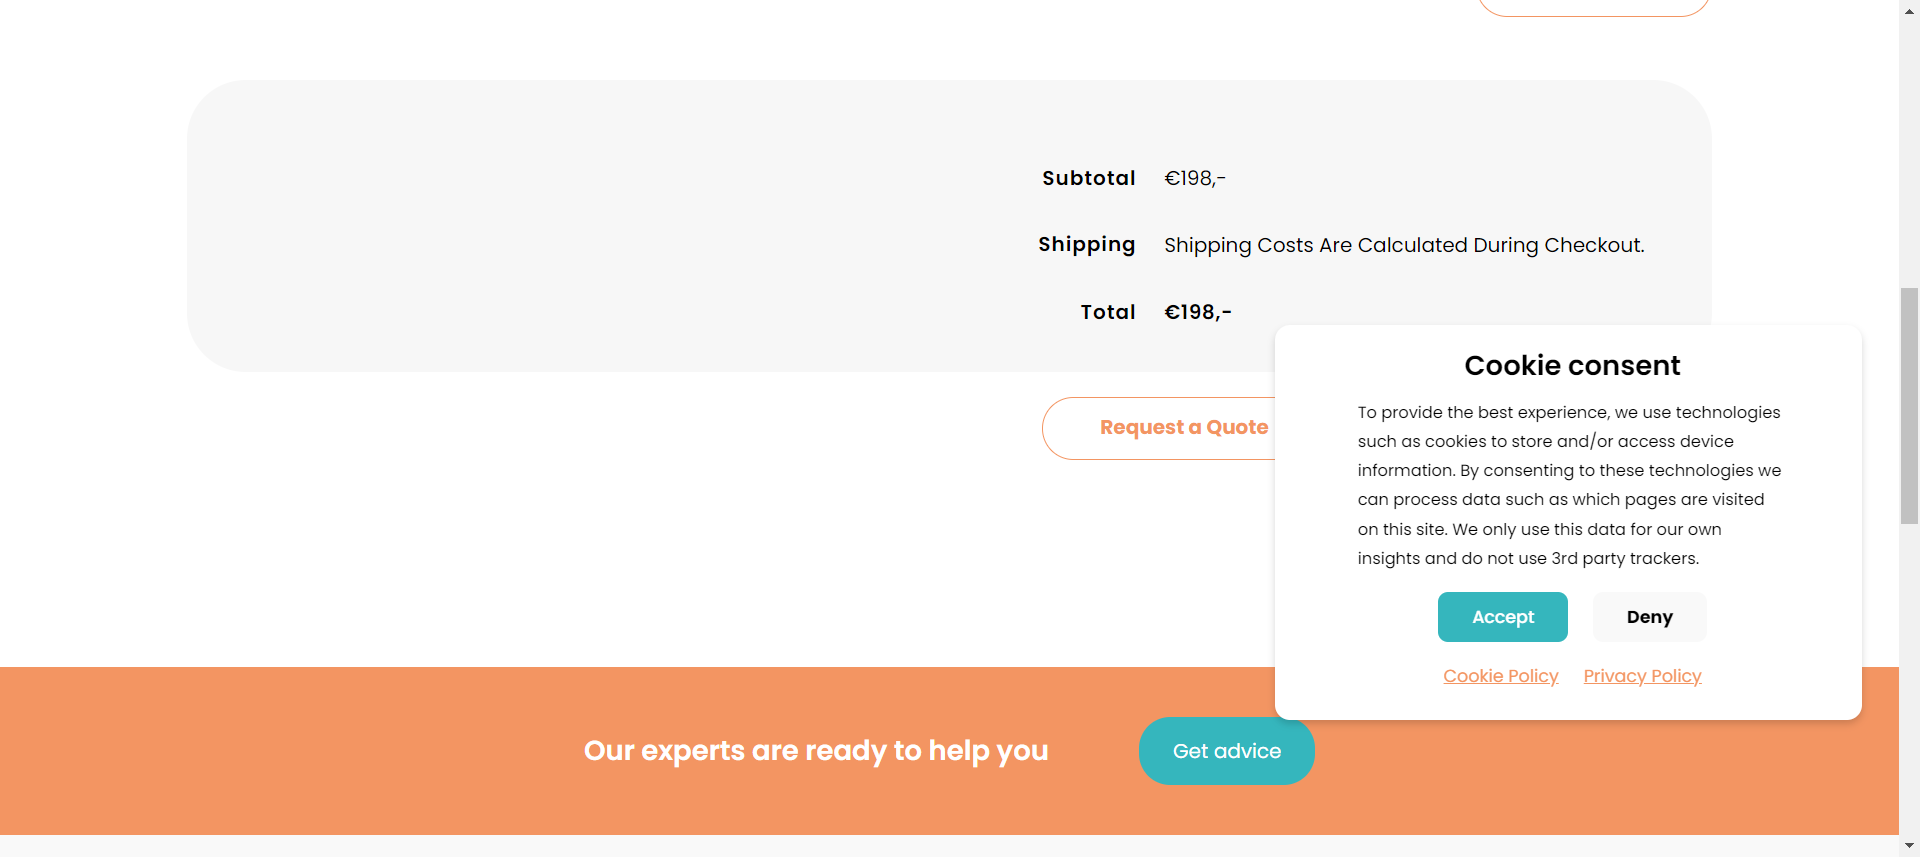 Subtotal €198,-
Shipping Shipping Costs Are Calculated During Checkout.
Total €198,-
Request a Quote
Cookie consent
To provide the best experience, we use technologies
such as cookies to store and/or access device
information. By consenting to these technologies we
can process data such as which pages are visited
on this site. We only use this data for our own
insights and do not use 3rd party trackers.
Accept Deny
Cookie Policy Privacy Policy
Our experts are ready to help you Get advice